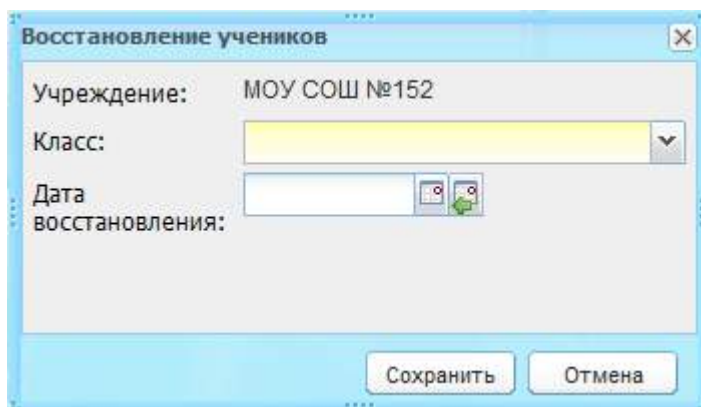 Восстановление учеников
Учреждение: МОУ СОШ №152
Класс:
Дата
восстановления:
Сохранить Отмена